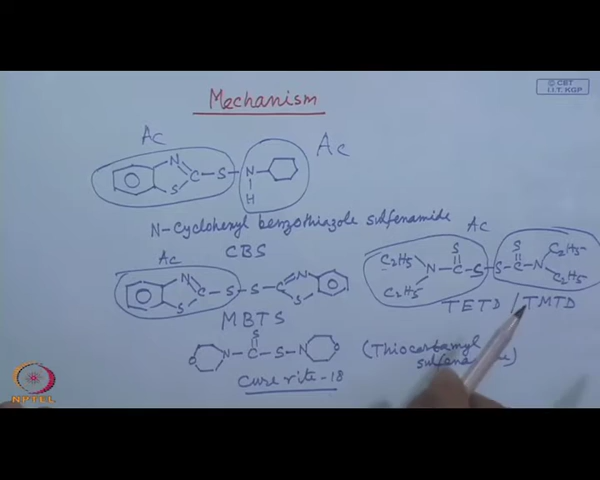 © CET
I.I.T. KGP
Mechanism
Ac
Ac
N
C-S-N
S
H
N-Cyclohexyl benzothiazole sulfenamide
CBS
Ac
Ac
N
N
C-S-S-C
S
S
MBTS
C2H5
S
S
C2H5
N-C-S-S-C-N
C2H5
C2H5
TETD / TMTD
S
O
N-C-S-N
O
(Thiocarbamyl
Cure rite-18
NPTEL